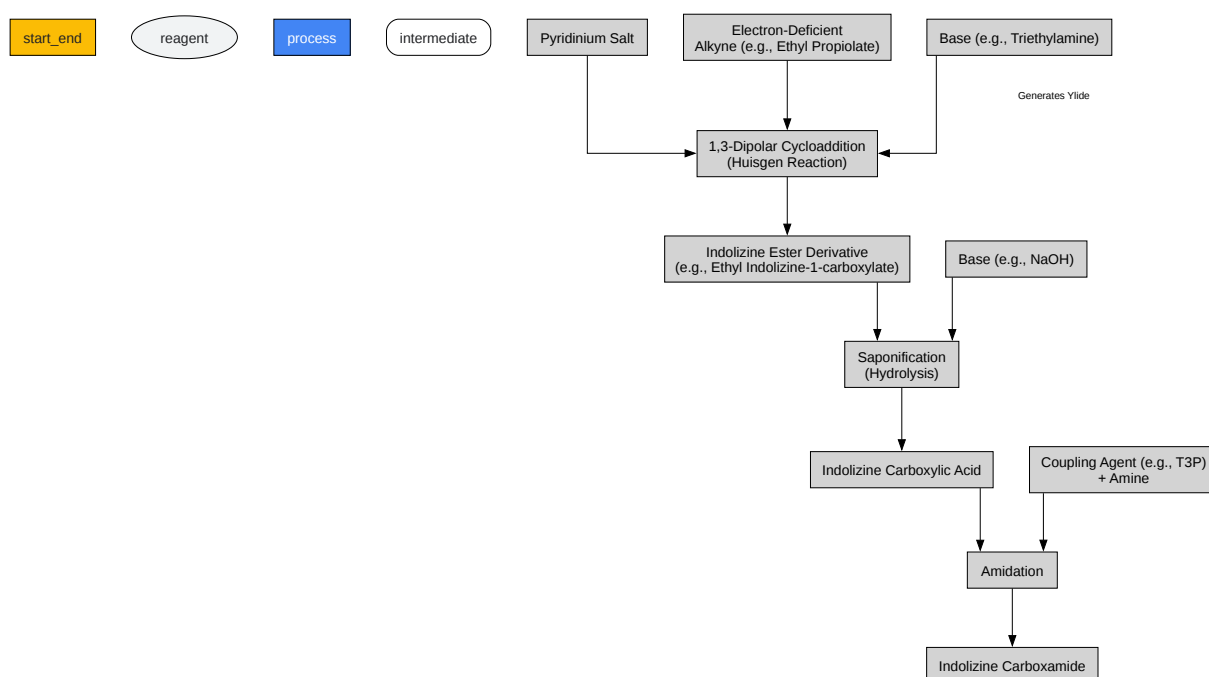 start_end
reagent
process
intermediate
Pyridinium Salt
Electron-Deficient
Alkyne (e.g., Ethyl Propiolate)
Base (e.g., Triethylamine)
Generates Ylide
1,3-Dipolar Cycloaddition
(Huisgen Reaction)
Indolizine Ester Derivative
(e.g., Ethyl Indolizine-1-carboxylate)
Base (e.g., NaOH)
Saponification
(Hydrolysis)
Indolizine Carboxylic Acid
Coupling Agent (e.g., T3P)
+ Amine
Amidation
Indolizine Carboxamide